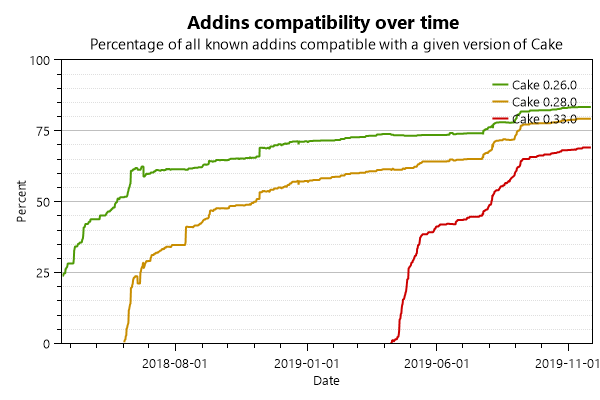 Addins compatibility over time
Percentage of all known addins compatible with a given version of Cake
100
75
50
25
0
Percent
Cake 0.26.0
Cake 0.28.0
Cake 0.33.0
2018-08-01
2019-01-01
2019-06-01
2019-11-01
Date